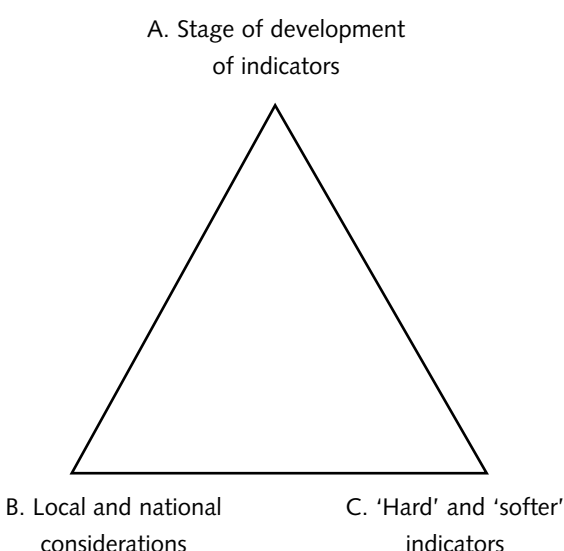 A. Stage of development
of indicators
B. Local and national
considerations
C. ‘Hard’ and ‘softer’
indicators